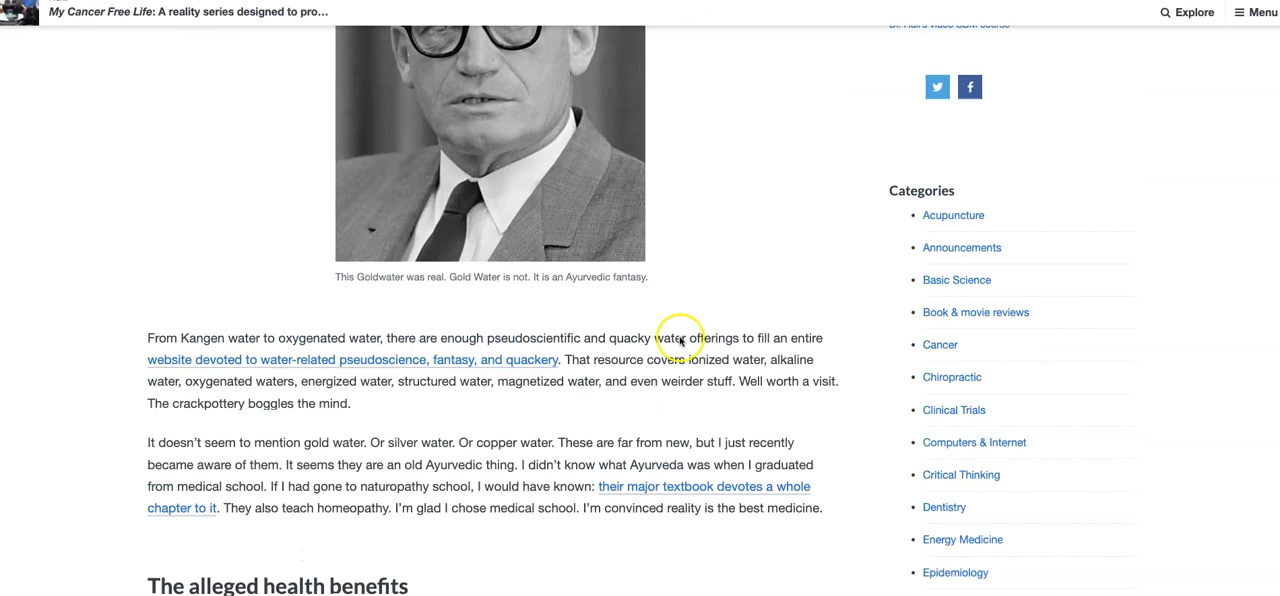 My Cancer Free Life: A reality series designed to pro…
Explore
Menu
This Goldwater was real. Gold Water is not. It is an Ayurvedic fantasy.
From Kangen water to oxygenated water, there are enough pseudoscientific and quacky water offerings to fill an entire
website devoted to water-related pseudoscience, fantasy, and quackery. That resource covers ionized water, alkaline
water, oxygenated waters, energized water, structured water, magnetized water, and even weirder stuff. Well worth a visit.
The crackpottery boggles the mind.
It doesn’t seem to mention gold water. Or silver water. Or copper water. These are far from new, but I just recently
became aware of them. It seems they are an old Ayurvedic thing. I didn’t know what Ayurveda was when I graduated
from medical school. If I had gone to naturopathy school, I would have known: their major textbook devotes a whole
chapter to it. They also teach homeopathy. I’m glad I chose medical school. I’m convinced reality is the best medicine.
The alleged health benefits
Categories
Acupuncture
Announcements
Basic Science
Book & movie reviews
Cancer
Chiropractic
Clinical Trials
Computers & Internet
Critical Thinking
Dentistry
Energy Medicine
Epidemiology